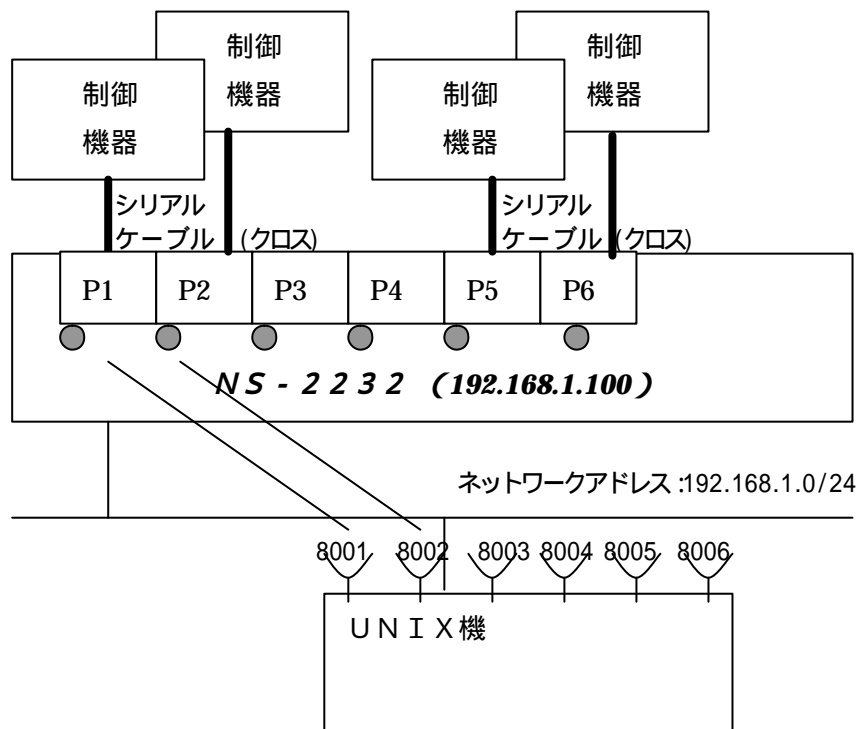 制御
機器
制御
機器
制御
機器
制御
機器
シリアル
ケーブル (クロス)
シリアル
ケーブル (クロス)
P1 P2 P3 P4 P5 P6
NS-2232 (192.168.1.100)
ネットワークアドレス:192.168.1.0/24
8001 8002 8003 8004 8005 8006
UNIX機